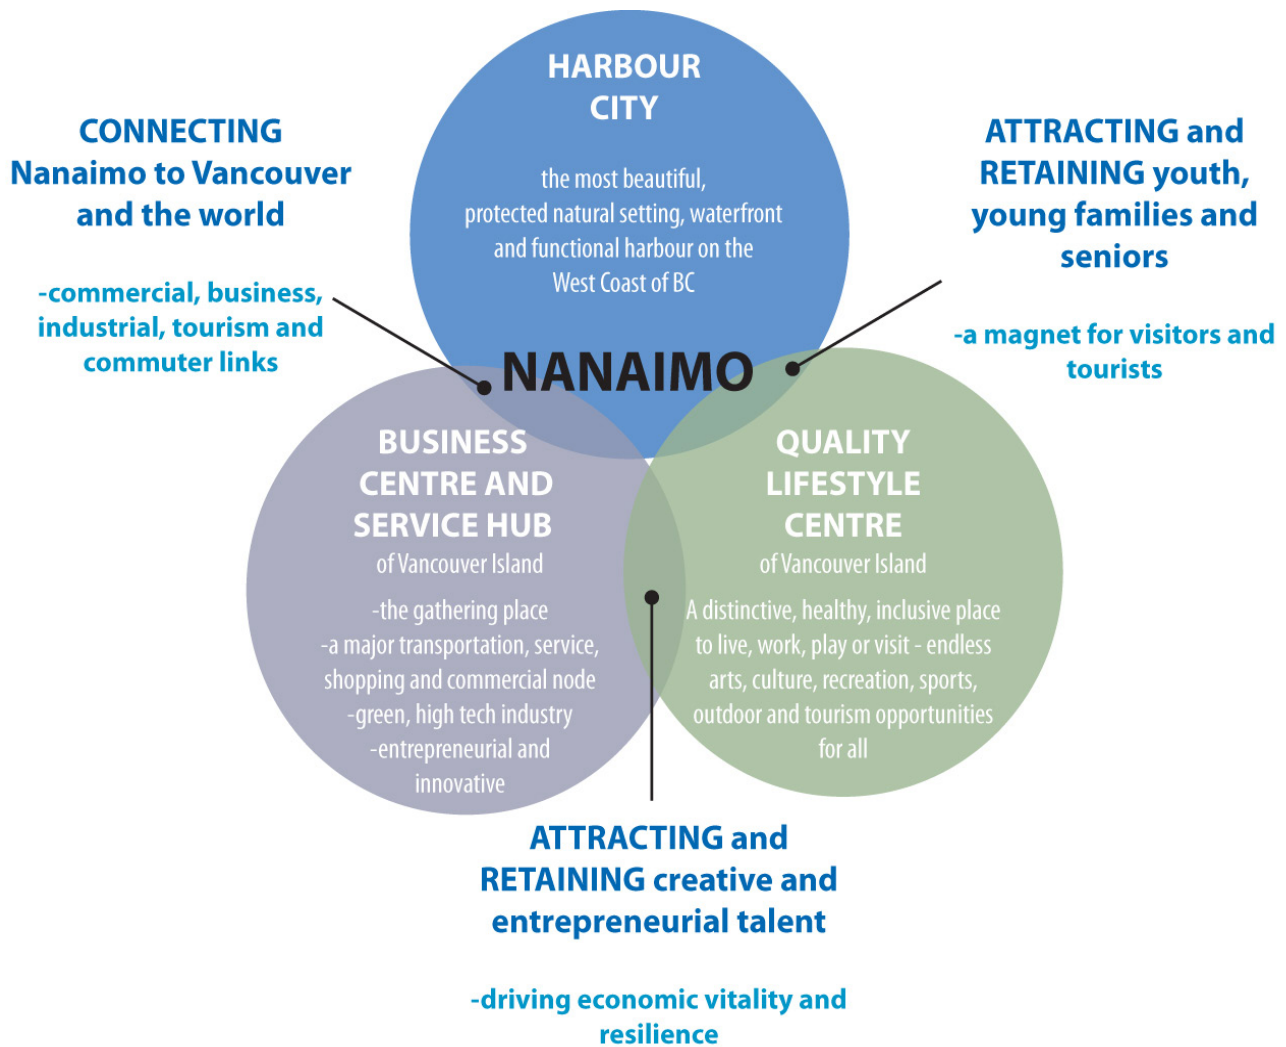 HARBOUR
CITY
the most beautiful,
protected natural setting, waterfront
and functional harbour on the
West Coast of BC
CONNECTING
Nanaimo to Vancouver
and the world
-commercial, business,
industrial, tourism and
commuter links
ATTRACTING and
RETAINING youth,
young families and
seniors
-a magnet for visitors and
tourists
NANAIMO
BUSINESS
CENTRE AND
SERVICE HUB
of Vancouver Island
-the gathering place
-a major transportation, service,
shopping and commercial node
-green, high tech industry
-entrepreneurial and
innovative
QUALITY
LIFESTYLE
CENTRE
of Vancouver Island
A distinctive, healthy, inclusive place
to live, work, play or visit - endless
arts, culture, recreation, sports,
outdoor and tourism opportunities
for all
ATTRACTING and
RETAINING creative and
entrepreneurial talent
-driving economic vitality and
resilience